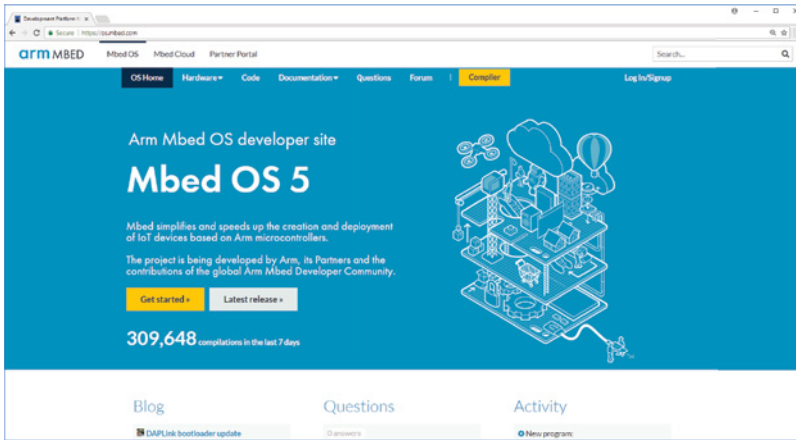 Development Platform
Secure https://os.mbed.com
arm MBED Mbed OS Mbed Cloud Partner Portal Search...
OS Home Hardware Code Documentation Questions Forum | Compiler Log In/Signup
Arm Mbed OS developer site
Mbed OS 5
Mbed simplifies and speeds up the creation and deployment
of IoT devices based on Arm microcontrollers.
The project is being developed by Arm, its Partners and the
contributions of the global Arm Mbed Developer Community.
Get started » Latest release »
309,648 compilations in the last 7 days
Blog Questions Activity
DAPLink bootloader update 0 answers New program: